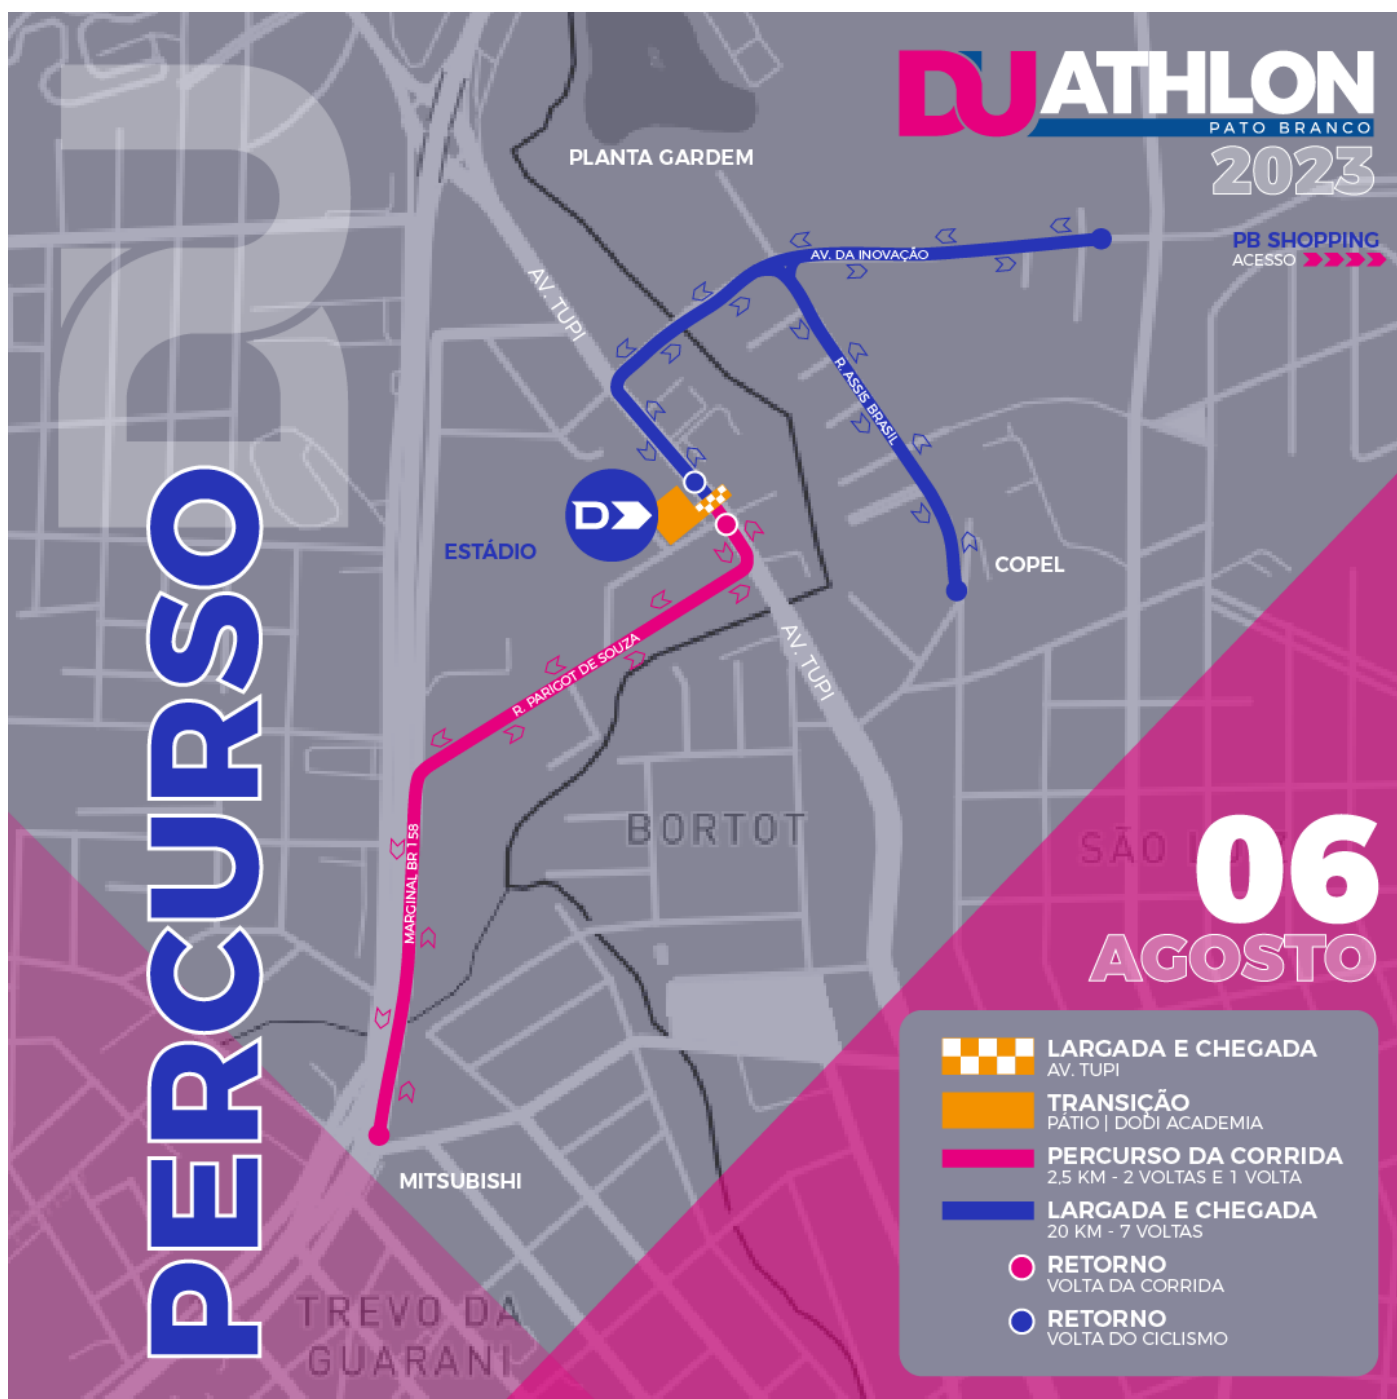 DUATHLON
PATO BRANCO
2023
PLANTA GARDEM
PB SHOPPING
ACESSO
AV. DA INOVAÇÃO
AV. TUPI
R. ASSIS BRASIL
D
ESTÁDIO
COPEL
AV. TUPI
R. PARIGOT DE SOUZA
PERCURSO
MARGINAL BR 158
BORTOT
SÃO LUIZ
06
AGOSTO
MITSUBISHI
TREVO DA
GUARANI
LARGADA E CHEGADA
AV. TUPI
TRANSIÇÃO
PÁTIO | DODI ACADEMIA
PERCURSO DA CORRIDA
2,5 KM - 2 VOLTAS E 1 VOLTA
LARGADA E CHEGADA
20 KM - 7 VOLTAS
RETORNO
VOLTA DA CORRIDA
RETORNO
VOLTA DO CICLISMO